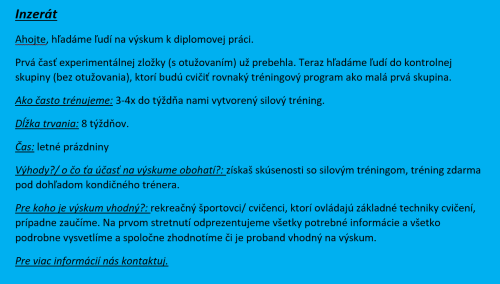 Inzerát
Ahojte, hľadáme ľudí na výskum k diplomovej práci.
Prvá časť experimentálnej zložky (s otužovaním) už prebehla. Teraz hľadáme ľudí do kontrolnej
skupiny (bez otužovania), ktorí budú cvičiť rovnaký tréningový program ako malá prvá skupina.
Ako často trénujeme: 3-4x do týždňa nami vytvorený silový tréning.
Dĺžka trvania: 8 týždňov.
Čas: letné prázdniny
Výhody?/ o čo ťa účasť na výskume obohatí?: získaš skúsenosti so silovým tréningom, tréning zdarma
pod dohľadom kondičného trénera.
Pre koho je výskum vhodný?: rekreačný športovci/ cvičenci, ktorí ovládajú základné techniky cvičení,
prípadne zaučíme. Na prvom stretnutí odprezentujeme všetky potrebné informácie a všetko
podrobne vysvetlíme a spoločne zhodnotíme či je proband vhodný na výskum.
Pre viac informácií nás kontaktuj.